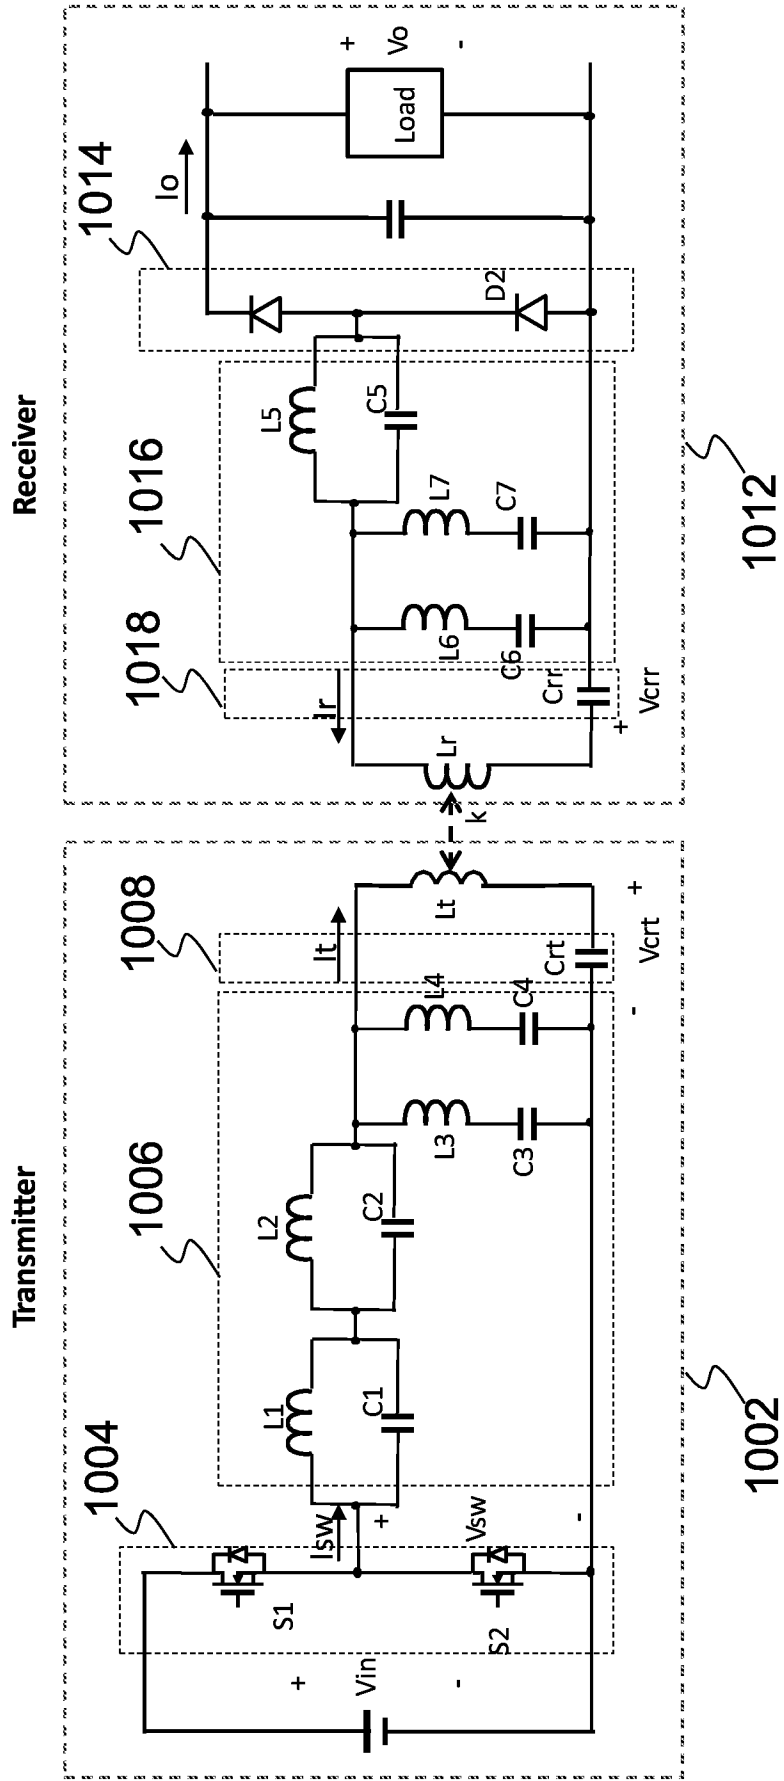 Transmitter
Receiver
1004
1006
1008
1018
1016
1014
Vin
+
-
S1
S2
Isw
+
Vsw
-
L1
C1
L2
C2
L3
C3
L4
C4
It
Lt
Crt
+
Vcrt
-
k
Ir
Lr
Crr
+
Vcrr
L6
C6
L7
C7
L5
C5
D2
Io
Load
+
Vo
-
1002
1012